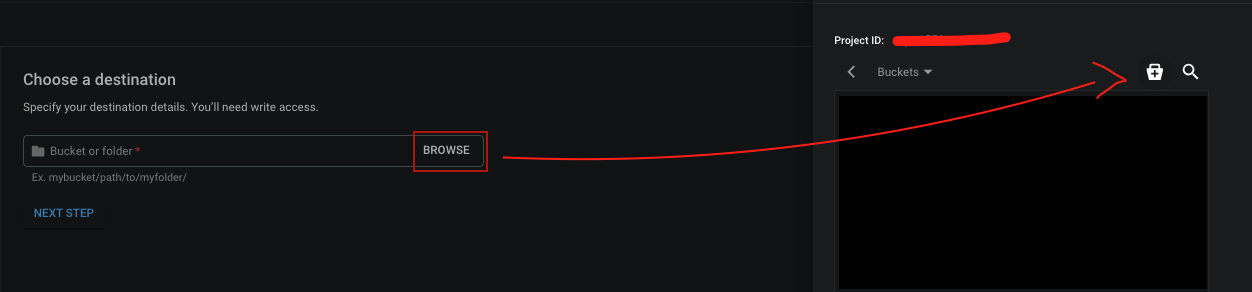 Choose a destination
Specify your destination details. You'll need write access.
Bucket or folder *
BROWSE
Ex. mybucket/path/to/myfolder/
NEXT STEP
Project ID:
Buckets